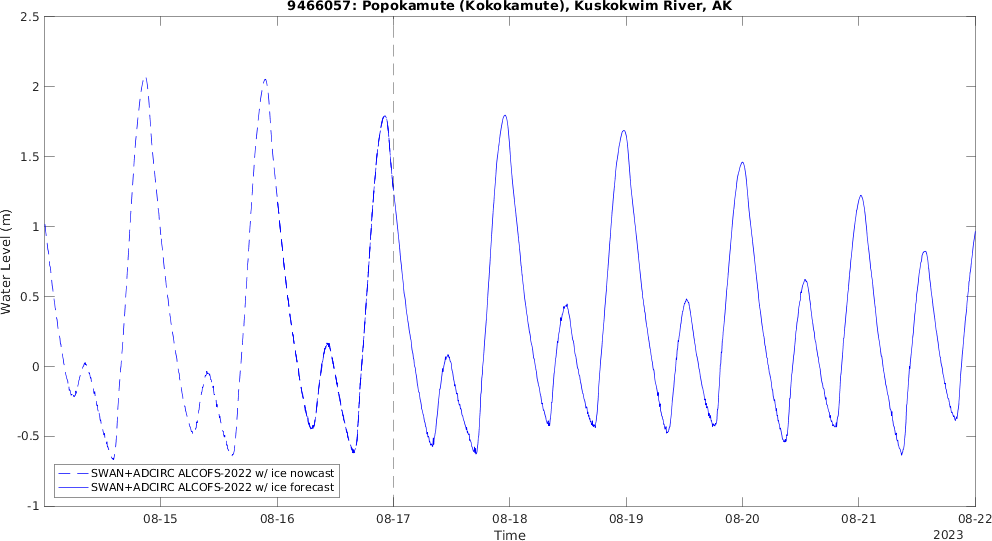 9466057: Popokamute (Kokokamute), Kuskokwim River, AK
2.5
2
1.5
1
0.5
0
-0.5
-1
Water Level (m)
SWAN+ADCIRC ALCOFS-2022 w/ ice nowcast
SWAN+ADCIRC ALCOFS-2022 w/ ice forecast
08-15 08-16 08-17 08-18 08-19 08-20 08-21 08-22
Time
2023